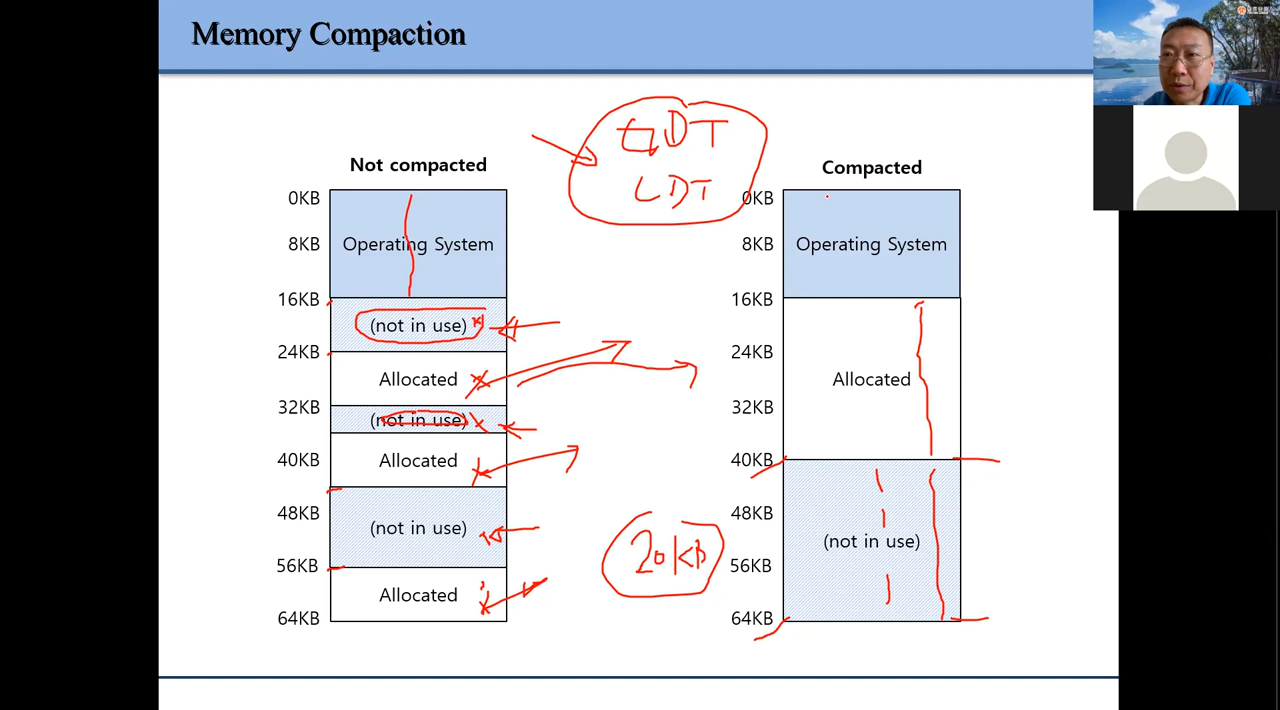 Memory Compaction
GDT
LDT
Not compacted
0KB
8KB
Operating System
16KB
(not in use)
24KB
Allocated
32KB
(not in use)
40KB
Allocated
48KB
(not in use)
56KB
Allocated
64KB
20KB
Compacted
0KB
8KB
Operating System
16KB
24KB
Allocated
32KB
40KB
48KB
(not in use)
56KB
64KB